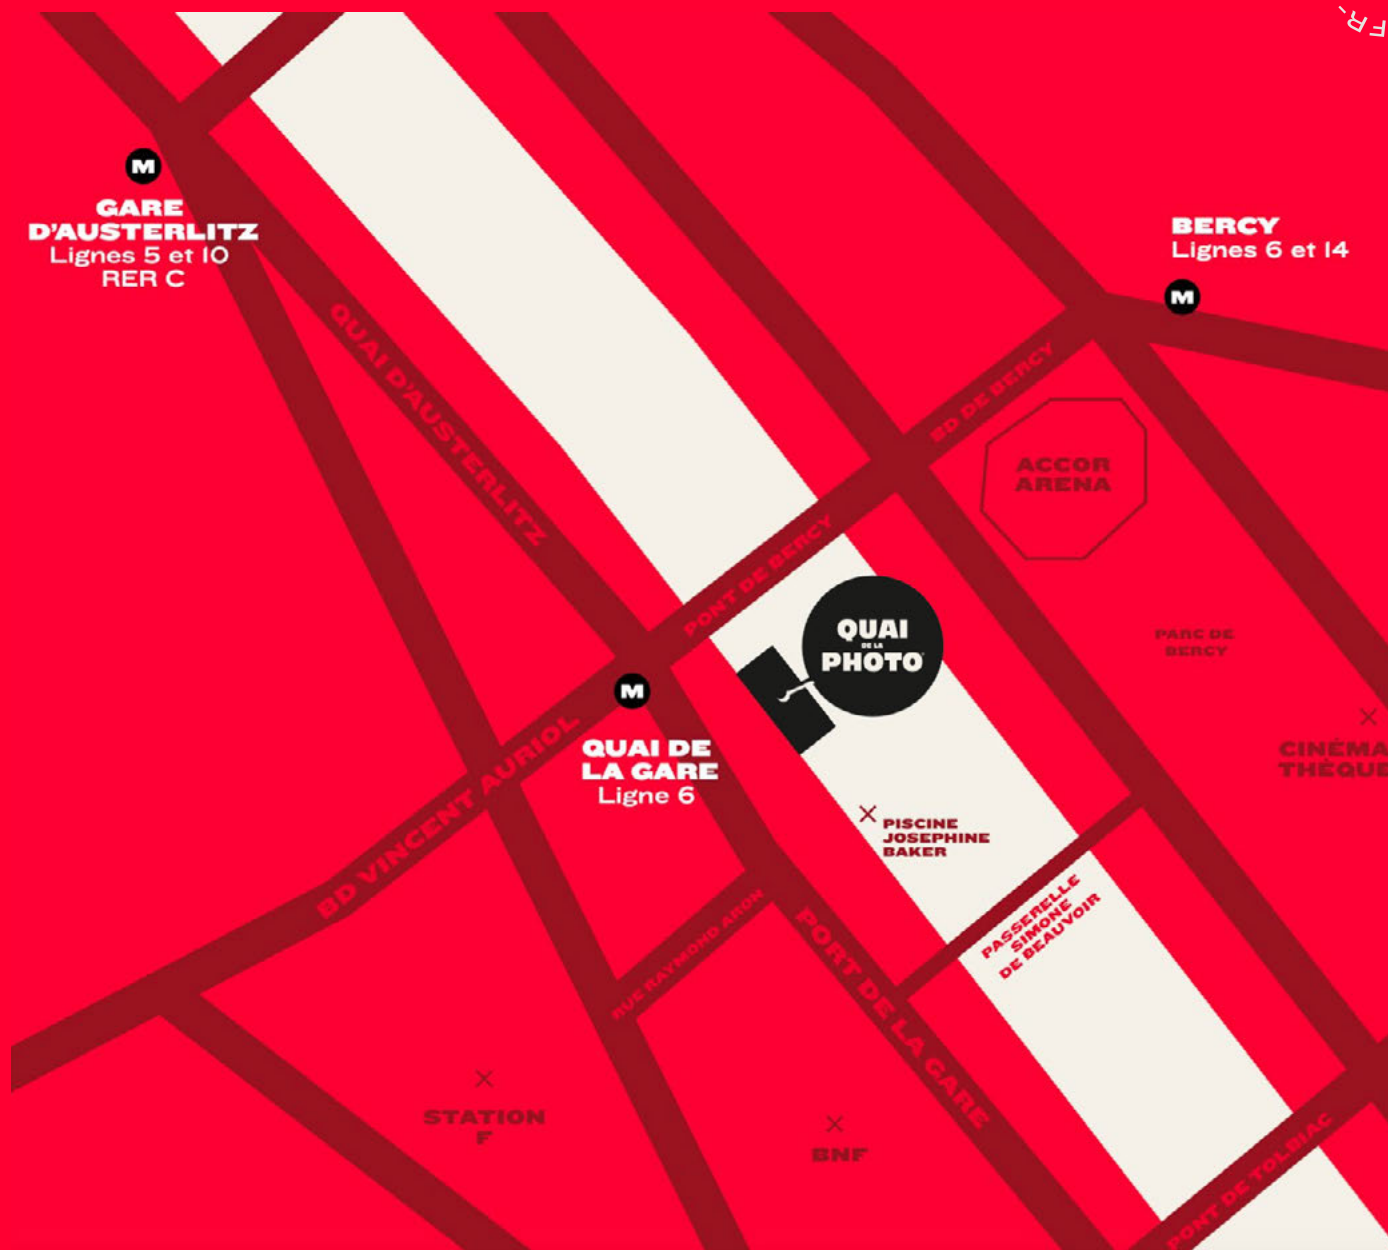 FR-
GARE
D'AUSTERLITZ
Lignes 5 et 10
RER C
BERCY
Lignes 6 et 14
M
M
QUAI D'AUSTERLITZ
BD DE BERCY
ACCOR
ARENA
PONT DE BERCY
QUAI
DE LA
PHOTO
PARC DE
BERCY
M
QUAI DE
LA GARE
Ligne 6
CINÉMA
THÈQUE
BD VINCENT AURIOL
PISCINE
JOSEPHINE
BAKER
PASSERELLE
SIMONE
DE BEAUVOIR
RUE RAYMOND ARON
PORT DE LA GARE
STATION
F
BNF
PONT DE TOLBIAC